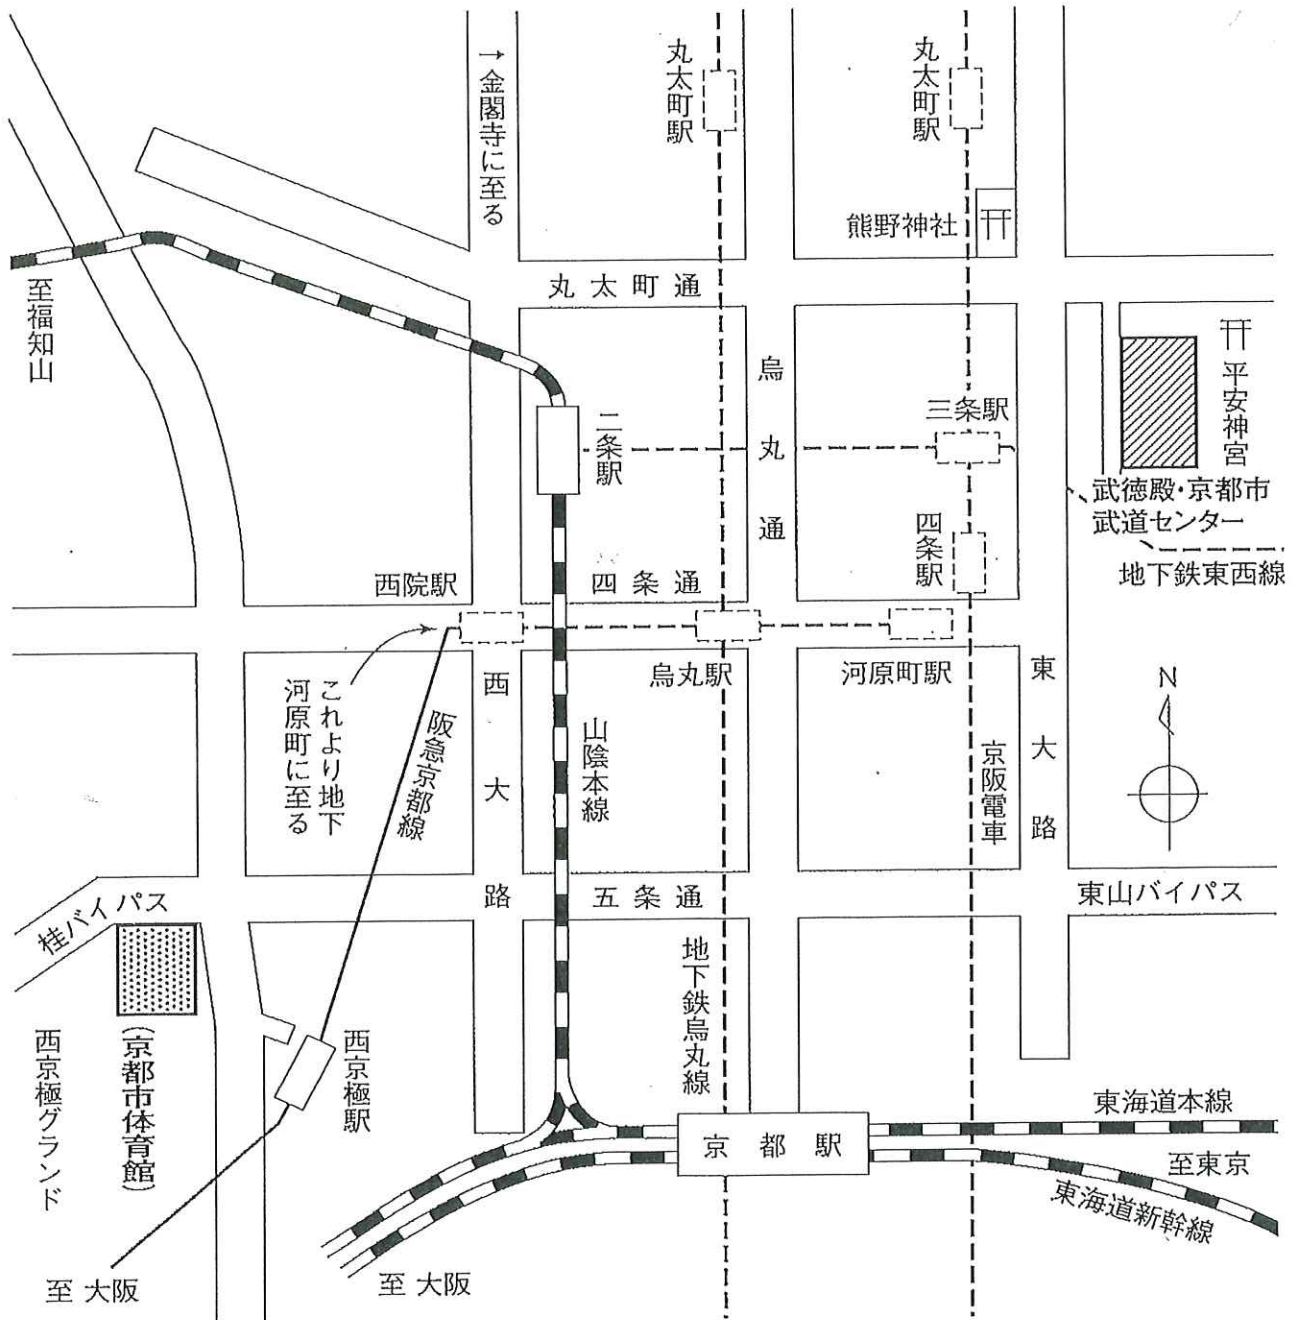 →金閣寺に至る
丸太町駅
丸太町駅
熊野神社
丸太町通
至福知山
烏丸通
三条駅
平安神宮
二条駅
武徳殿・京都市
武道センター
四条駅
地下鉄東西線
西院駅
四条通
烏丸駅
河原町駅
東大路
N
これより地下
河原町に至る
阪急京都線
西大路
山陰本線
京阪電車
桂バイパス
五条通
東山バイパス
地下鉄烏丸線
西京極グランド
(京都市体育館)
西京極駅
京都駅
東海道本線
至東京
東海道新幹線
至 大阪
至 大阪